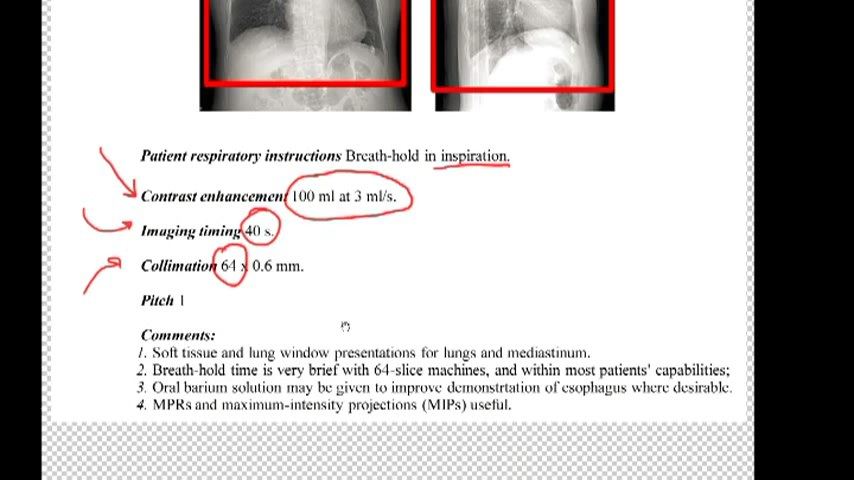 Patient respiratory instructions Breath-hold in inspiration.
Contrast enhancement 100 ml at 3 ml/s.
Imaging timing 40 s.
Collimation 64 x 0.6 mm.
Pitch 1
Comments:
1. Soft tissue and lung window presentations for lungs and mediastinum.
2. Breath-hold time is very brief with 64-slice machines, and within most patients' capabilities;
3. Oral barium solution may be given to improve demonstrtation of esophagus where desirable.
4. MPRs and maximum-intensity projections (MIPs) useful.